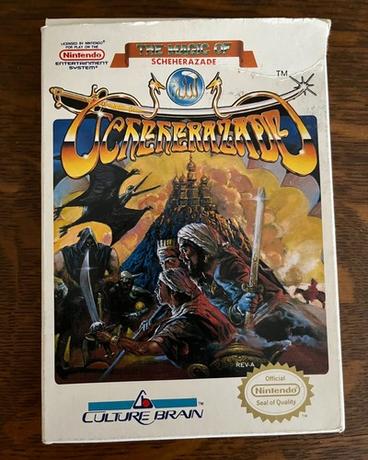 LICENSED BY NINTENDO®
FOR PLAY ON THE
Nintendo
ENTERTAINMENT
SYSTEM®
THE MAGIC OF
SCHEHERAZADE
TM
SCHEHERAZADE
REV-A
Official
Nintendo
Seal of Quality
CULTURE BRAIN™